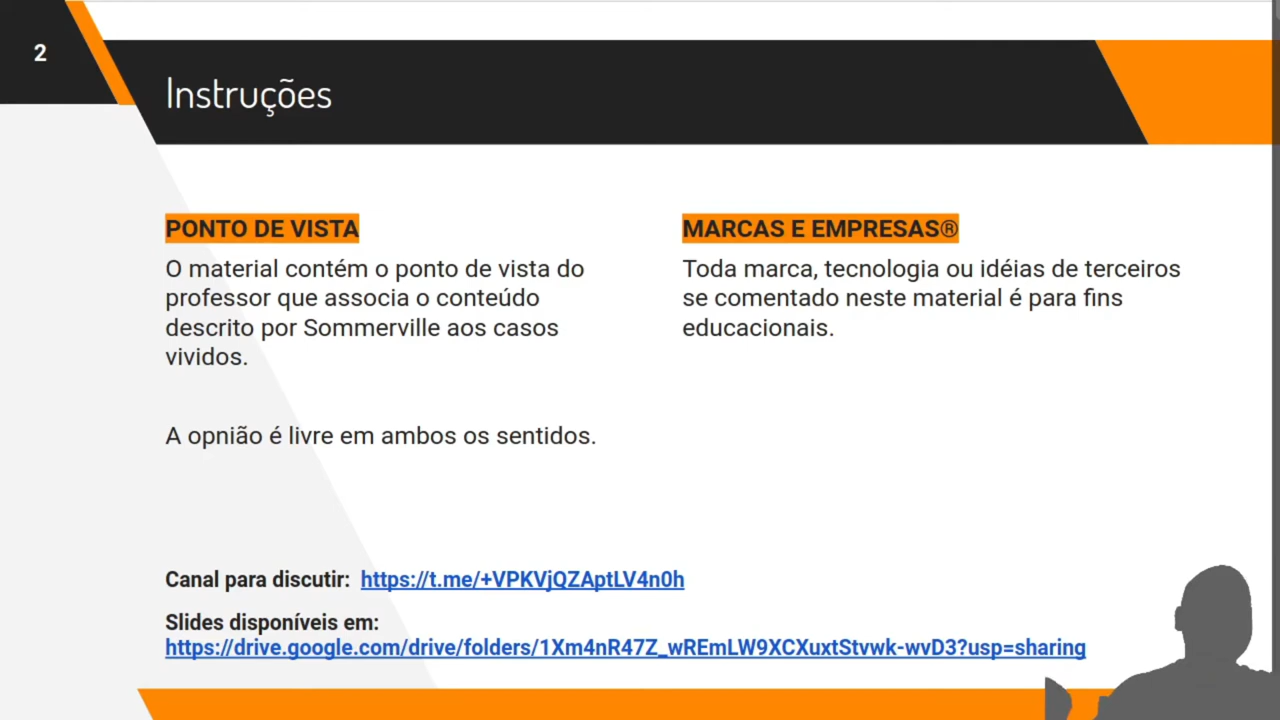 2
Instruções
PONTO DE VISTA
O material contém o ponto de vista do
professor que associa o conteúdo
descrito por Sommerville aos casos
vividos.
A opnião é livre em ambos os sentidos.
MARCAS E EMPRESAS®
Toda marca, tecnologia ou idéias de terceiros
se comentado neste material é para fins
educacionais.
Canal para discutir: https://t.me/+VPKVjQZAptLV4n0h
Slides disponíveis em:
https://drive.google.com/drive/folders/1Xm4nR47Z_wREmLW9XCXuxtStvwk-wvD3?usp=sharing